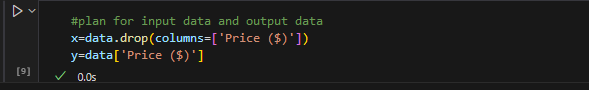 #plan for input data and output data
x=data.drop(columns=['Price ($)'])
y=data['Price ($)']
[9]
0.0s